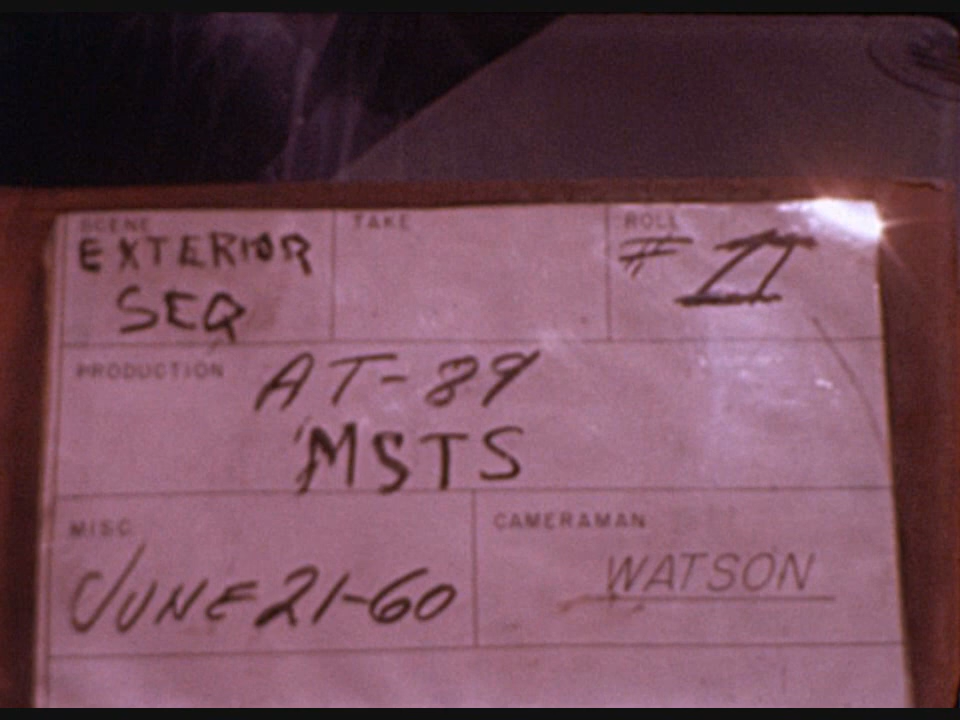 SCENE
EXTERIOR
SEQ
TAKE
ROLL
# II
PRODUCTION
AT-89
MSTS
MISC
JUNE 21-60
CAMERAMAN
WATSON